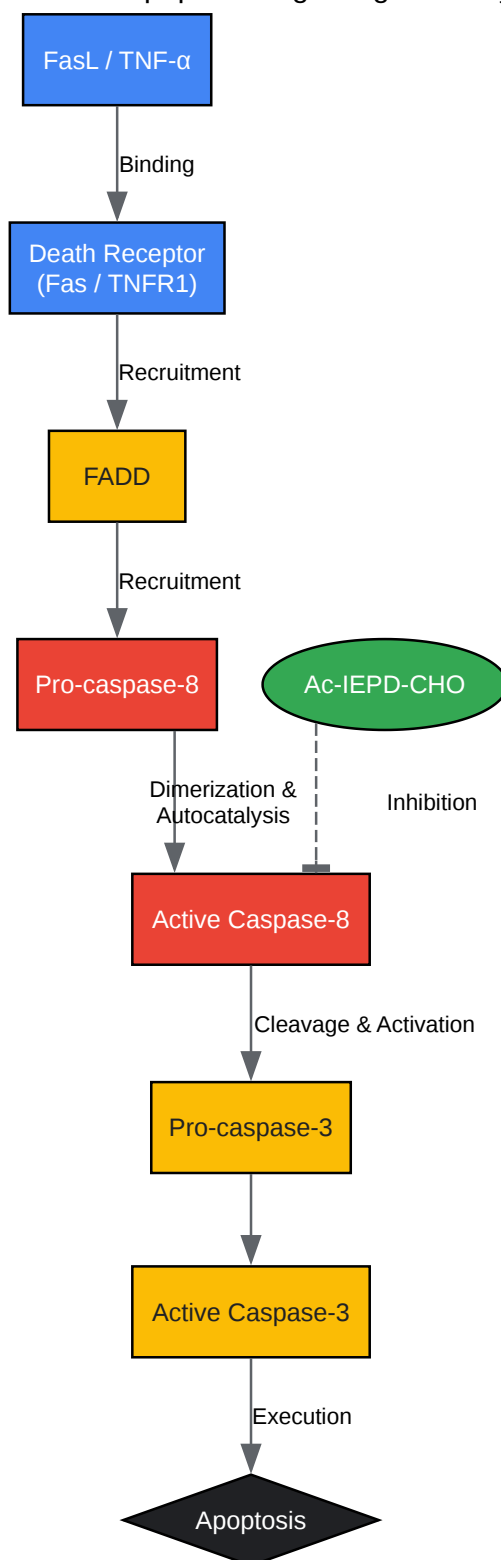 FasL / TNF-α
Binding
Death Receptor
(Fas / TNFR1)
Recruitment
FADD
Recruitment
Pro-caspase-8
Ac-IEPD-CHO
Dimerization &
Autocatalysis
Inhibition
Active Caspase-8
Cleavage & Activation
Pro-caspase-3
Active Caspase-3
Execution
Apoptosis